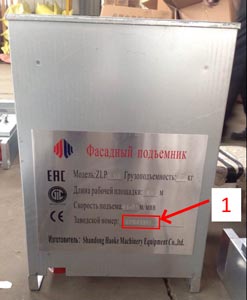 Фасадный подъемник
EAC
Модель: ZLP Грузоподъемность: кг
Длина рабочей площадки: м
Скорость подъема м/мин
CE
Заводской номер:
Изготовитель: Shandong Haoke Machinery Equipment Co.,ltd.
1